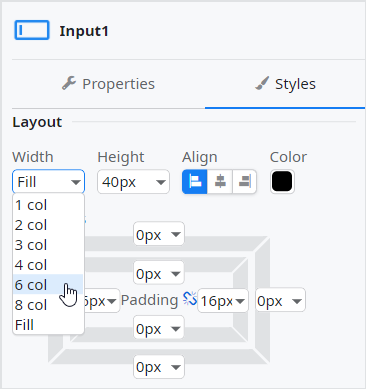 Input1
Properties
Styles
Layout
Width
Height
Align
Color
Fill
40px
1 col
2 col
3 col
4 col
6 col
8 col
Fill
0px
0px
6px
Padding
16px
0px
0px
0px